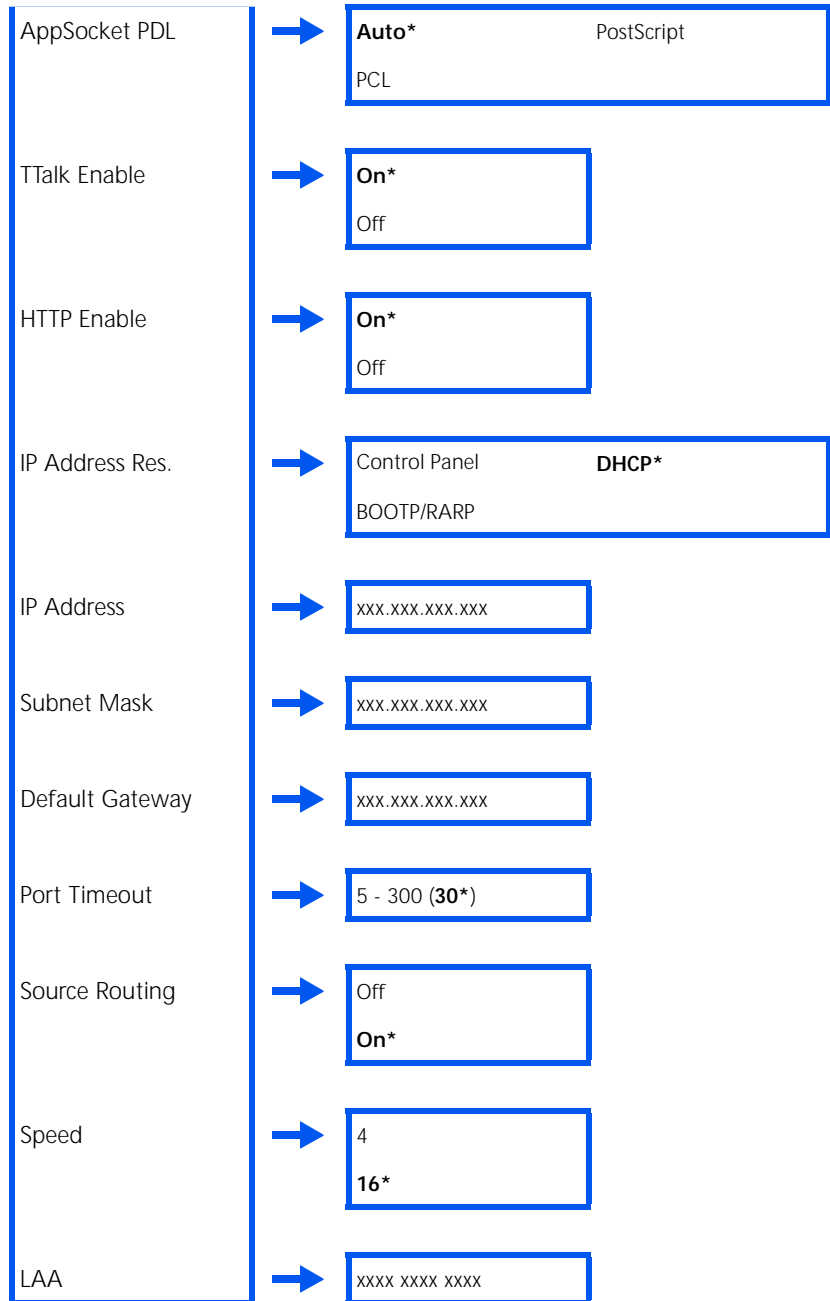 AppSocket PDL Auto* PostScript
PCL
TTalk Enable On*
Off
HTTP Enable On*
Off
IP Address Res. Control Panel DHCP*
BOOTP/RARP
IP Address xxx.xxx.xxx.xxx
Subnet Mask xxx.xxx.xxx.xxx
Default Gateway xxx.xxx.xxx.xxx
Port Timeout 5 - 300 (30*)
Source Routing Off
On*
Speed 4
16*
LAA xxxx xxxx xxxx